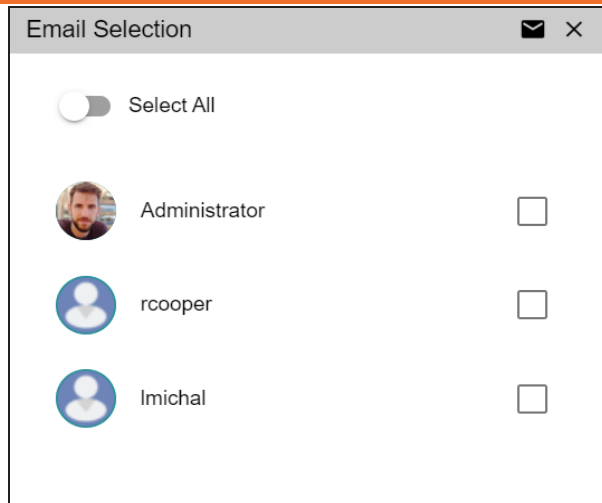 Email Selection
Select All
Administrator
rcooper
lmichal